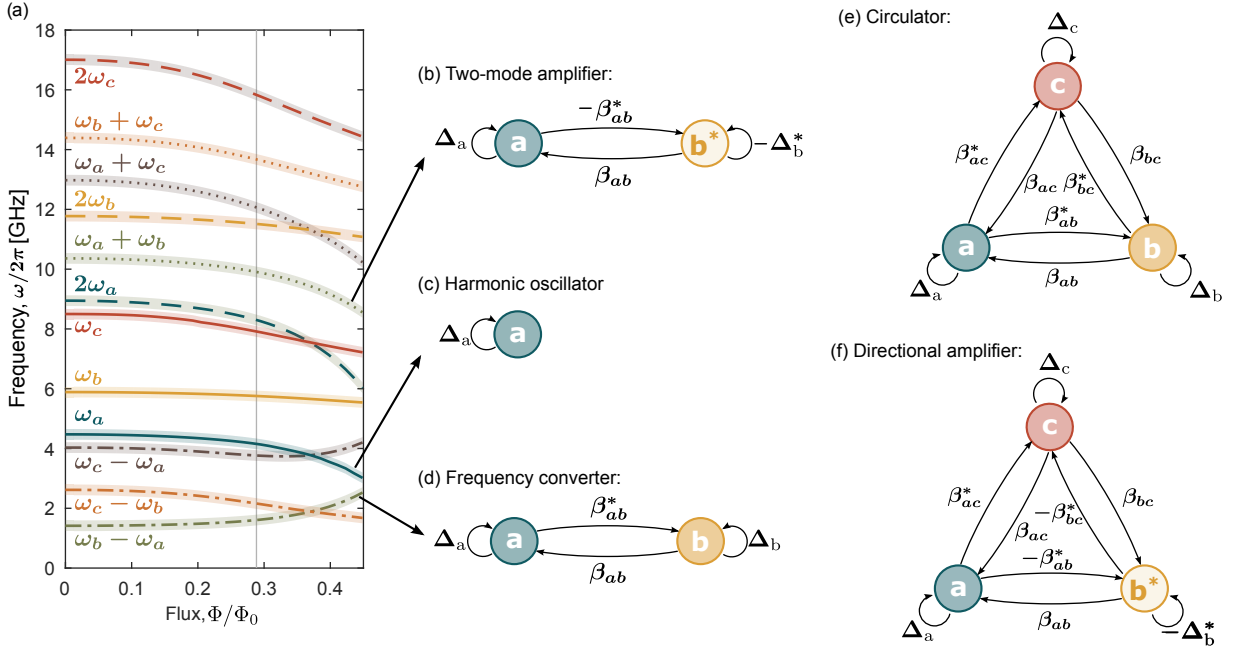 (a)
Frequency, ω/2π [GHz]
18
16
14
12
10
8
6
4
2
0
2ω_c
ω_b + ω_c
ω_a + ω_c
2ω_b
ω_a + ω_b
2ω_a
ω_c
ω_b
ω_a
ω_c − ω_a
ω_c − ω_b
ω_b − ω_a
0 0.1 0.2 0.3 0.4
Flux, Φ/Φ_0
(b) Two-mode amplifier:
−β*_ab
Δ_a a b* −Δ*_b
β_ab
(c) Harmonic oscillator
Δ_a a
(d) Frequency converter:
β*_ab
Δ_a a b Δ_b
β_ab
(e) Circulator:
Δ_c
c
β*_ac β_bc
β_ac β*_bc
β*_ab
a b
β_ab
Δ_a Δ_b
(f) Directional amplifier:
Δ_c
c
β*_ac β_bc
−β*_bc
β_ac
−β*_ab
a b*
β_ab
Δ_a −Δ*_b